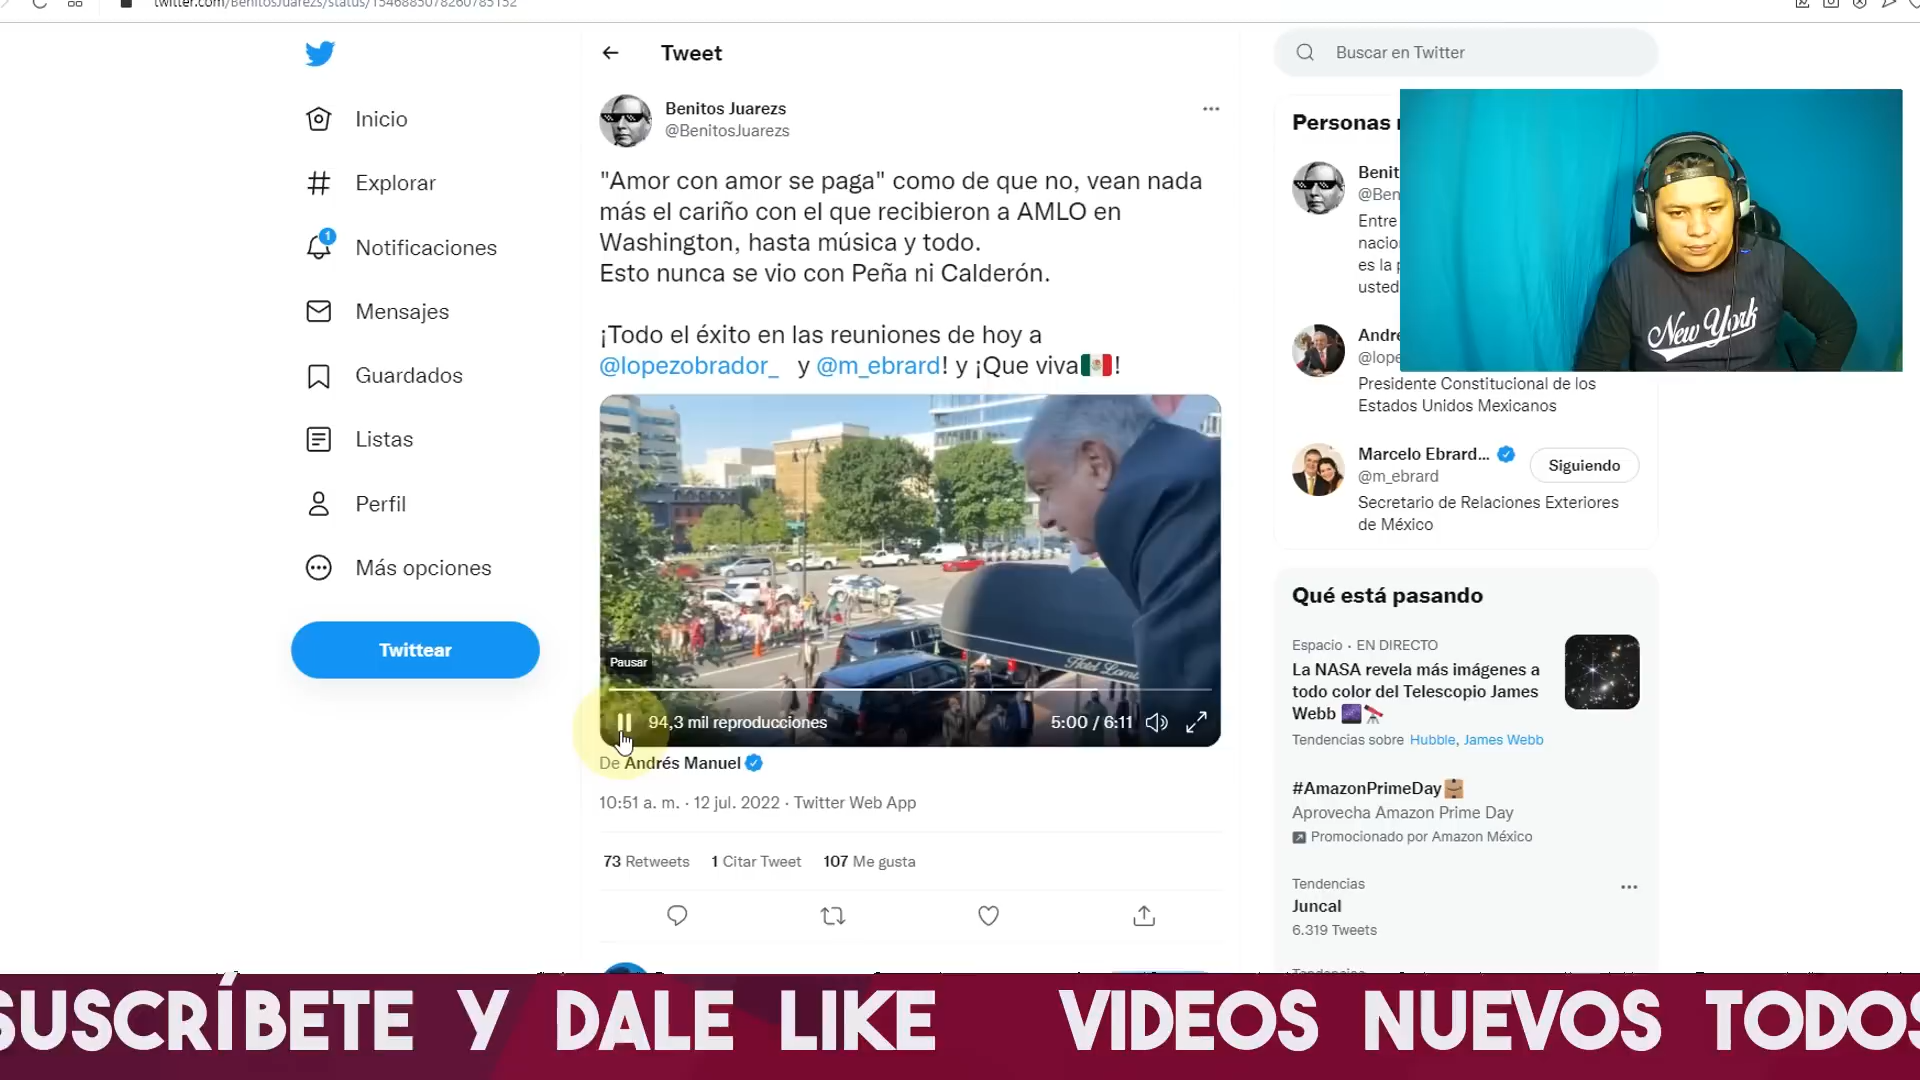 twitter.com/BenitosJuarezs/status/1546885078260785152
Tweet
Buscar en Twitter
Inicio
Explorar
1
Notificaciones
Mensajes
Guardados
Listas
Perfil
Más opciones
Twittear
Benitos Juarezs
@BenitosJuarezs
"Amor con amor se paga" como de que no, vean nada
más el cariño con el que recibieron a AMLO en
Washington, hasta música y todo.
Esto nunca se vio con Peña ni Calderón.
¡Todo el éxito en las reuniones de hoy a
@lopezobrador_ y @m_ebrard! y ¡Que viva🇲🇽!
Hotel Lomb
Pausar
94,3 mil reproducciones
5:00 / 6:11
De Andrés Manuel
10:51 a. m. · 12 jul. 2022 · Twitter Web App
73 Retweets 1 Citar Tweet 107 Me gusta
Personas
Benit
@Ben
Entre
nacio
es la
usted
New York
Andre
@lope
Presidente Constitucional de los
Estados Unidos Mexicanos
Marcelo Ebrard...
@m_ebrard
Siguiendo
Secretario de Relaciones Exteriores
de México
Qué está pasando
Espacio · EN DIRECTO
La NASA revela más imágenes a
todo color del Telescopio James
Webb
Tendencias sobre Hubble, James Webb
#AmazonPrimeDay
Aprovecha Amazon Prime Day
Promocionado por Amazon México
Tendencias
Juncal
6.319 Tweets
SUSCRÍBETE Y DALE LIKE VIDEOS NUEVOS TODOS